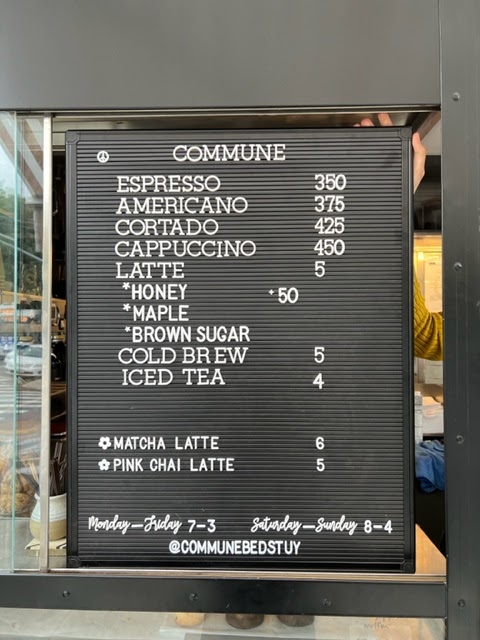 ☮ COMMUNE
ESPRESSO 350
AMERICANO 375
CORTADO 425
CAPPUCCINO 450
LATTE 5
*HONEY +50
*MAPLE
*BROWN SUGAR
COLD BREW 5
ICED TEA 4
✿ MATCHA LATTE 6
✿ PINK CHAI LATTE 5
Monday—Friday 7-3 Saturday—Sunday 8-4
@COMMUNEBEDSTUY